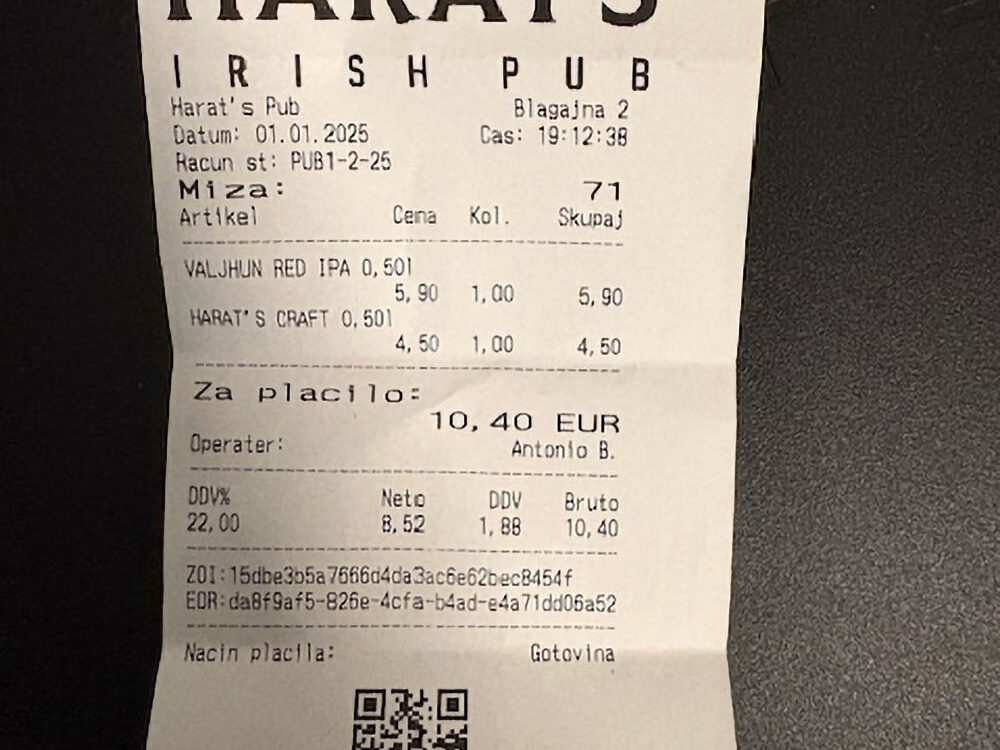 HARAT'S
IRISH PUB
Harat's Pub Blagajna 2
Datum: 01.01.2025 Cas: 19:12:38
Racun st: PUB1-2-25
Miza: 71
Artikel Cena Kol. Skupaj
VALJHUN RED IPA 0,50l
5,90 1,00 5,90
HARAT'S CRAFT 0,50l
4,50 1,00 4,50
Za placilo:
10,40 EUR
Operater: Antonio B.
DDV% Neto DDV Bruto
22,00 8,52 1,88 10,40
ZOI:15dbe3b5a7666d4da3ac6e62bec8454f
EOR:da8f9af5-826e-4cfa-b4ad-e4a71dd06a52
Nacin placila: Gotovina